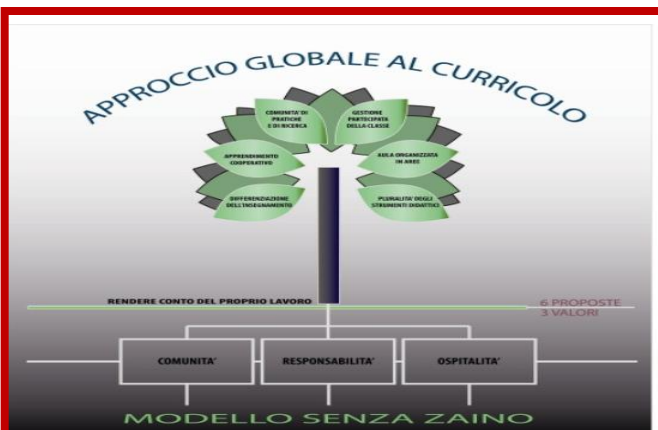 APPROCCIO GLOBALE AL CURRICOLO
COMUNITA' DI
PRATICHE
E DI RICERCA
GESTIONE
PARTECIPATA
DELLA CLASSE
APPRENDIMENTO
COOPERATIVO
AULA ORGANIZZATA
IN AREE
DIFFERENZIAZIONE
DELL'INSEGNAMENTO
PLURALITA' DEGLI
STRUMENTI DIDATTICI
RENDERE CONTO DEL PROPRIO LAVORO
6 PROPOSTE
3 VALORI
COMUNITA'
RESPONSABILITA'
OSPITALITA'
MODELLO SENZA ZAINO